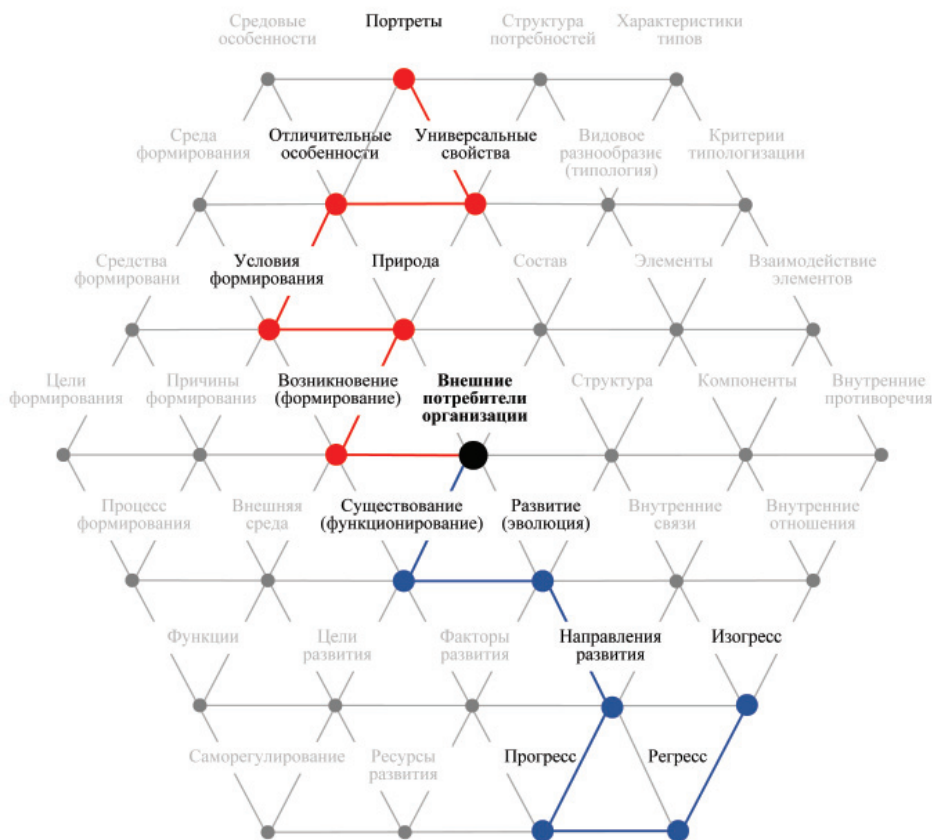 Средовые
особенности
Портреты
Структура
потребностей
Характеристики
типов
Среда
формирования
Отличительные
особенности
Универсальные
свойства
Видовое
разнообразие
(типология)
Критерии
типологизации
Средства
формировани
Условия
формирования
Природа
Состав
Элементы
Взаимодействие
элементов
Цели
формирования
Причины
формирования
Возникновение
(формирование)
Внешние
потребители
организации
Структура
Компоненты
Внутренние
противоречия
Процесс
формирования
Внешняя
среда
Существование
(функционирование)
Развитие
(эволюция)
Внутренние
связи
Внутренние
отношения
Функции
Цели
развития
Факторы
развития
Направления
развития
Изогресс
Саморегулирование
Ресурсы
развития
Прогресс
Регресс